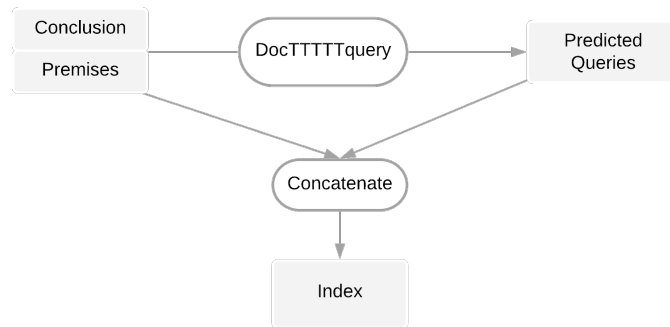 Conclusion
Premises
DocTTTTTquery
Predicted
Queries
Concatenate
Index